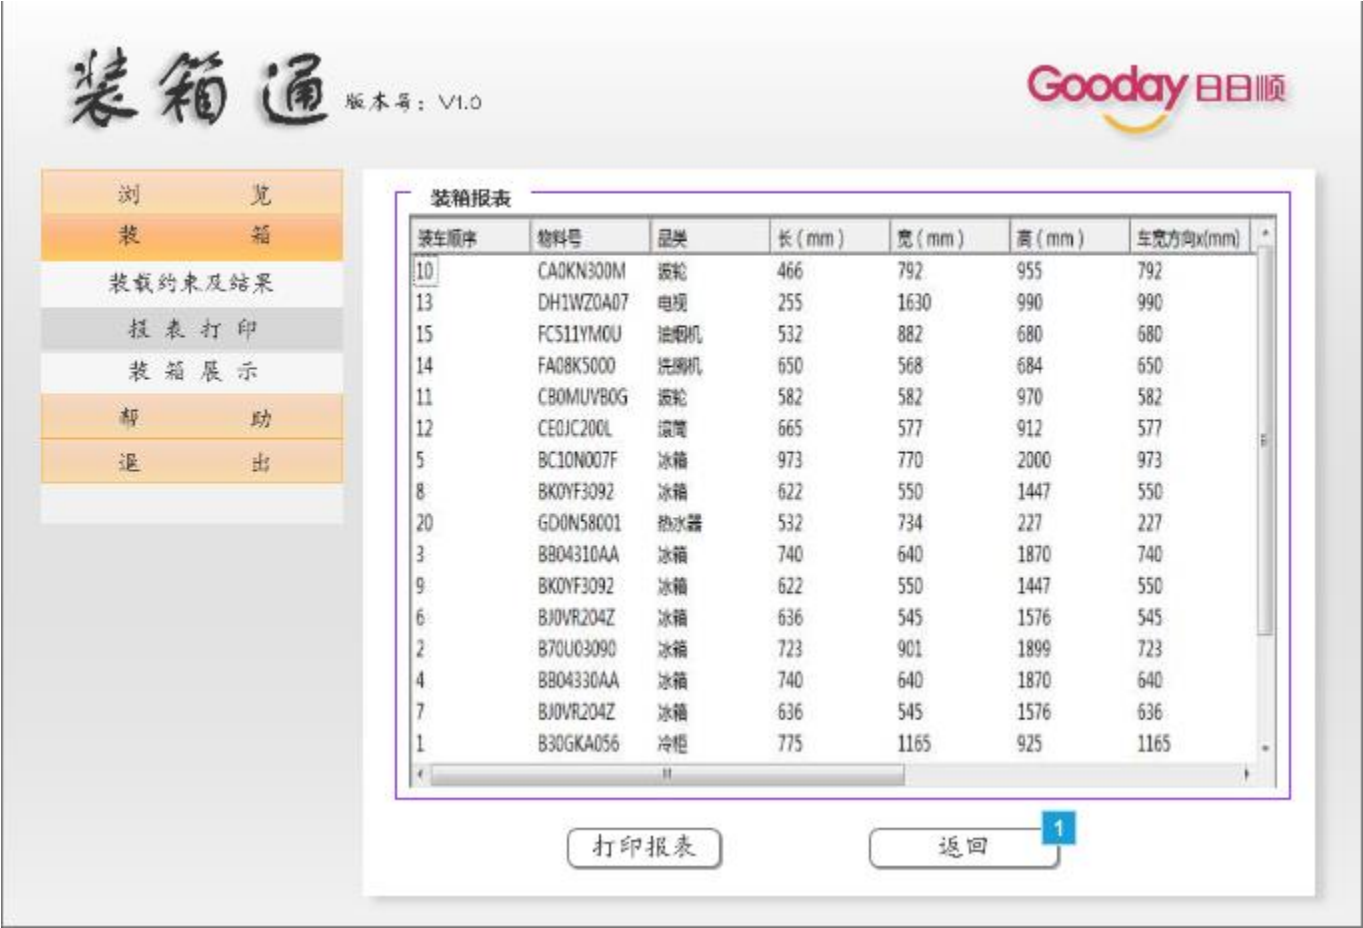 装箱通 版本号：V1.0
Gooday 日日顺
浏 览
装 箱
装载约束及结果
报表打印
装箱展示
帮 助
退 出
装箱报表
装车顺序 物料号 品类 长(mm) 宽(mm) 高(mm) 车宽方向x(mm)
10 CA0KN300M 波轮 466 792 955 792
13 DH1WZ0A07 电视 255 1630 990 990
15 FCS11YM0U 油烟机 532 882 680 680
14 FA08K5000 洗碗机 650 568 684 650
11 CB0MUVB0G 波轮 582 582 970 582
12 CE0JC200L 滚筒 665 577 912 577
5 BC10N007F 冰箱 973 770 2000 973
8 BK0YF3092 冰箱 622 550 1447 550
20 GD0N58001 热水器 532 734 227 227
3 BB04310AA 冰箱 740 640 1870 740
9 BK0YF3092 冰箱 622 550 1447 550
6 BJ0VR204Z 冰箱 636 545 1576 545
2 B70U03090 冰箱 723 901 1899 723
4 BB04330AA 冰箱 740 640 1870 640
7 BJ0VR204Z 冰箱 636 545 1576 636
1 B30GKA056 冷柜 775 1165 925 1165
打印报表 返回 1